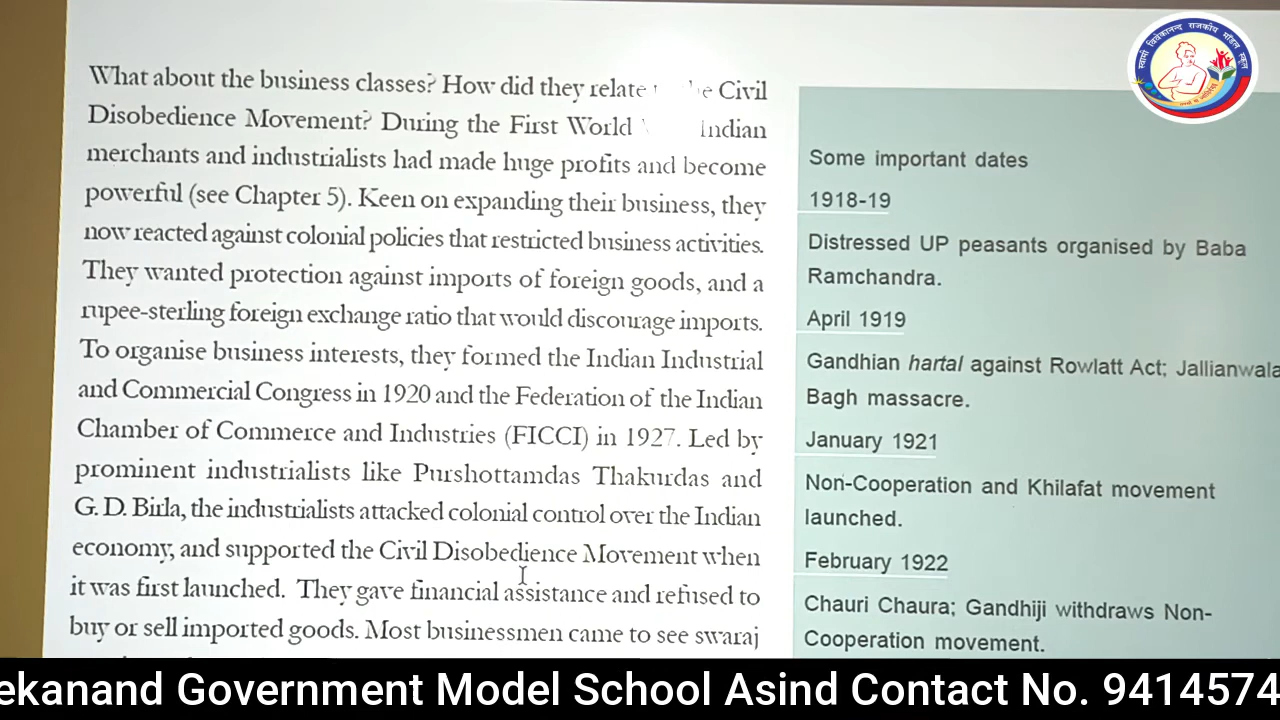 What about the business classes? How did they relate Civil
Disobedience Movement? During the First World Indian
merchants and industrialists had made huge profits and become
powerful (see Chapter 5). Keen on expanding their business, they
now reacted against colonial policies that restricted business activities.
They wanted protection against imports of foreign goods, and a
rupee-sterling foreign exchange ratio that would discourage imports.
To organise business interests, they formed the Indian Industrial
and Commercial Congress in 1920 and the Federation of the Indian
Chamber of Commerce and Industries (FICCI) in 1927. Led by
prominent industrialists like Purshottamdas Thakurdas and
G. D. Birla, the industrialists attacked colonial control over the Indian
economy, and supported the Civil Disobedience Movement when
it was first launched. They gave financial assistance and refused to
buy or sell imported goods. Most businessmen came to see swaraj
Some important dates
1918-19
Distressed UP peasants organised by Baba
Ramchandra.
April 1919
Gandhian hartal against Rowlatt Act; Jallianwala
Bagh massacre.
January 1921
Non-Cooperation and Khilafat movement
launched.
February 1922
Chauri Chaura; Gandhiji withdraws Non-
Cooperation movement.
स्वामी विवेकानन्द राजकीय मॉडल स्कूल
ekanand Government Model School Asind Contact No. 9414574